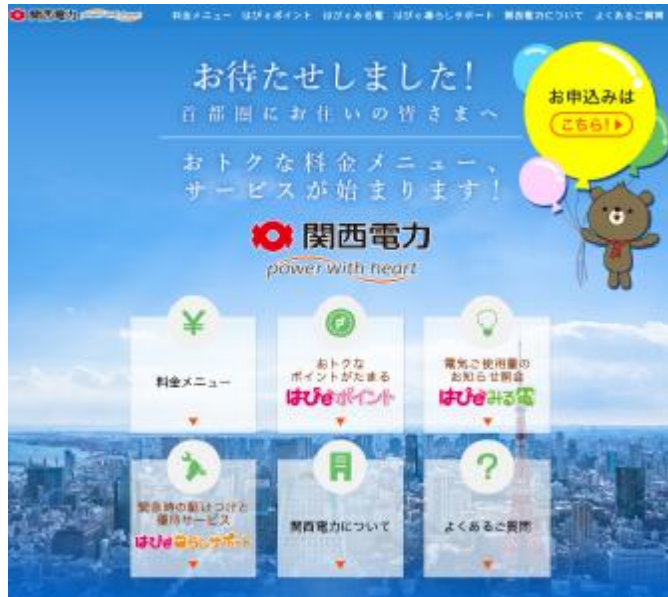 関西電力
料金メニュー はぴeポイント はぴeみる電 はぴe暮らしサポート 関西電力について よくあるご質問
お待たせしました!
首都圏にお住いの皆さまへ
おトクな料金メニュー、
サービスが始まります!
お申込みは
こちら!
関西電力
power with heart
料金メニュー
おトクな
ポイントがたまる
はぴeポイント
電気ご使用量の
お知らせ照会
はぴeみる電
緊急時の駆けつけと
優待サービス
はぴe暮らしサポート
関西電力について
よくあるご質問